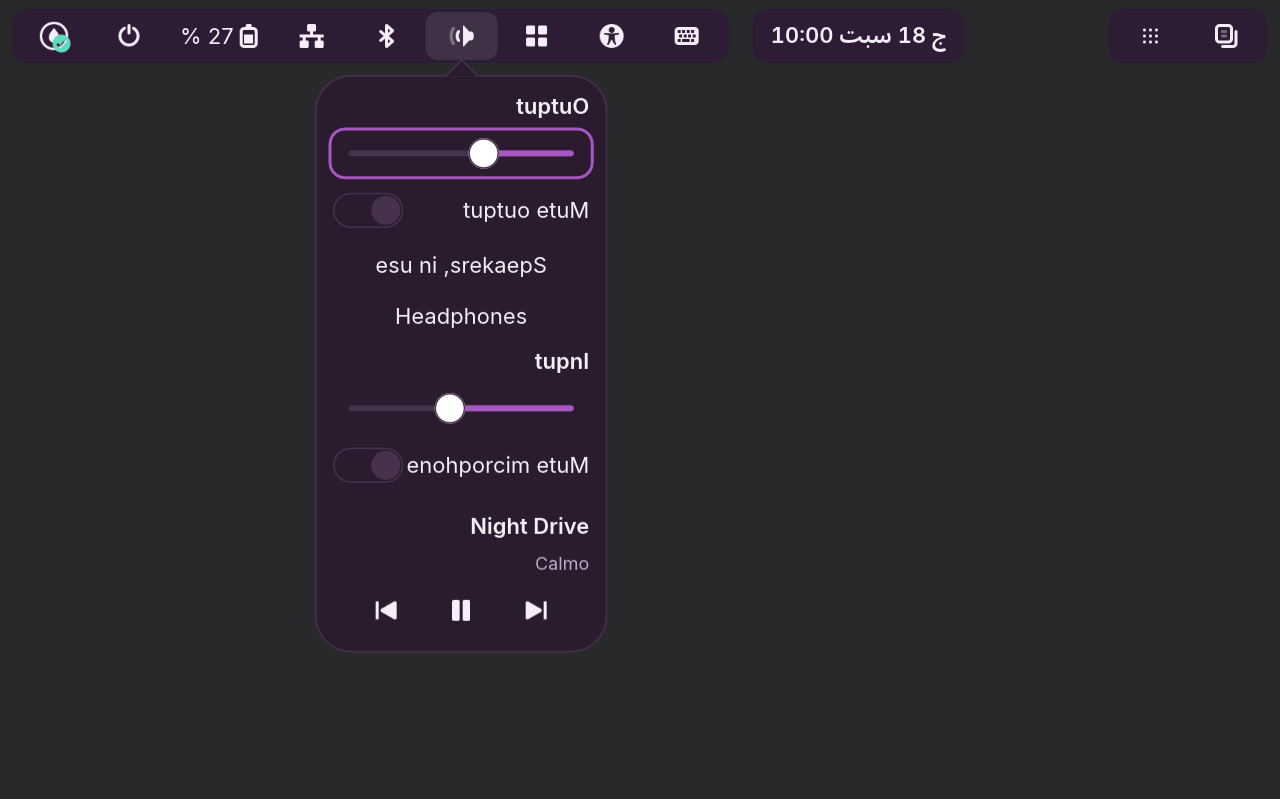 % 27
ج 18 سبت 10:00
tuptuO
tuptuo etuM
esu ni ,srekaepS
Headphones
tupnI
enohporcim etuM
Night Drive
Calmo